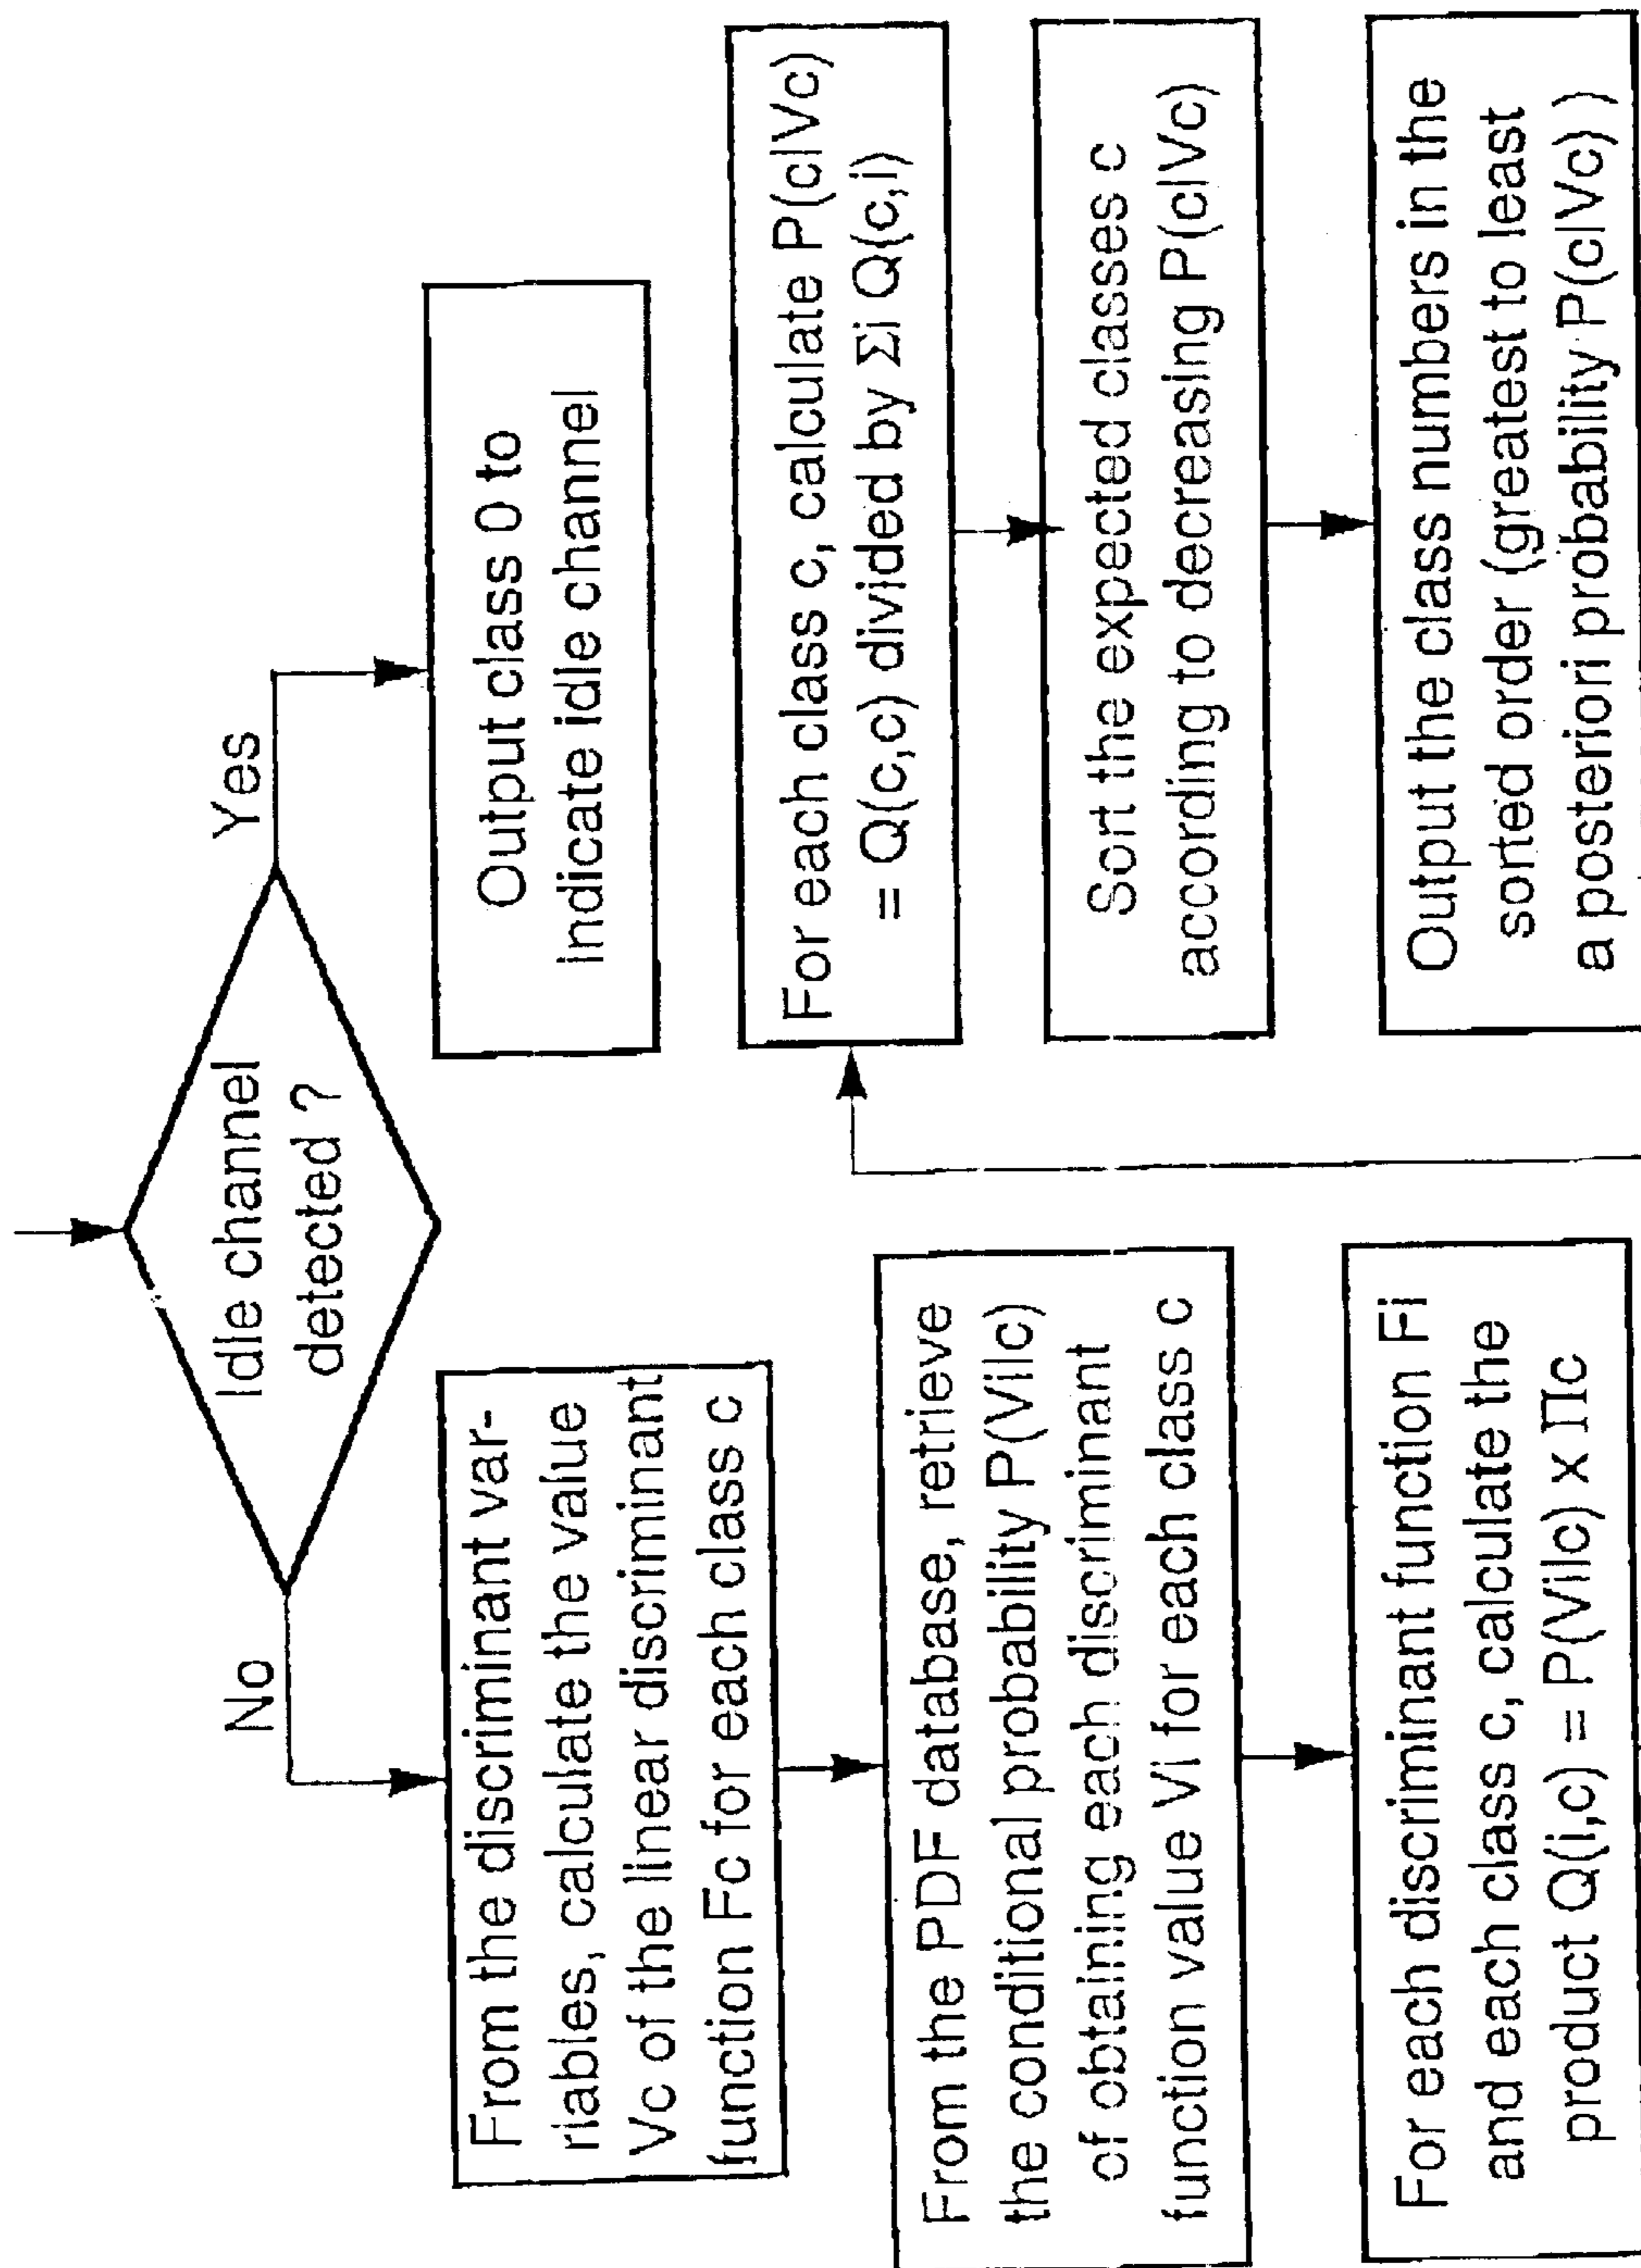 Idle channel
detected ?
Yes
No
Output class 0 to
indicate idle channel
From the discriminant var-
riables, calculate the value
Vc of the linear discriminant
function Fc for each class c
From the PDF database, retrieve
the conditional probability P(Vi|c)
of obtaining each discriminant
function value Vi for each class c
For each discriminant function Fi
and each class c, calculate the
product Q(i,c) = P(Vi|c) x Πc
For each class c, calculate P(c|Vc)
= Q(c,c) divided by Σi Q(c,i)
Sort the expected classes c
according to decreasing P(c|Vc)
Output the class numbers in the
sorted order (greatest to least
a posteriori probability P(c|Vc) )